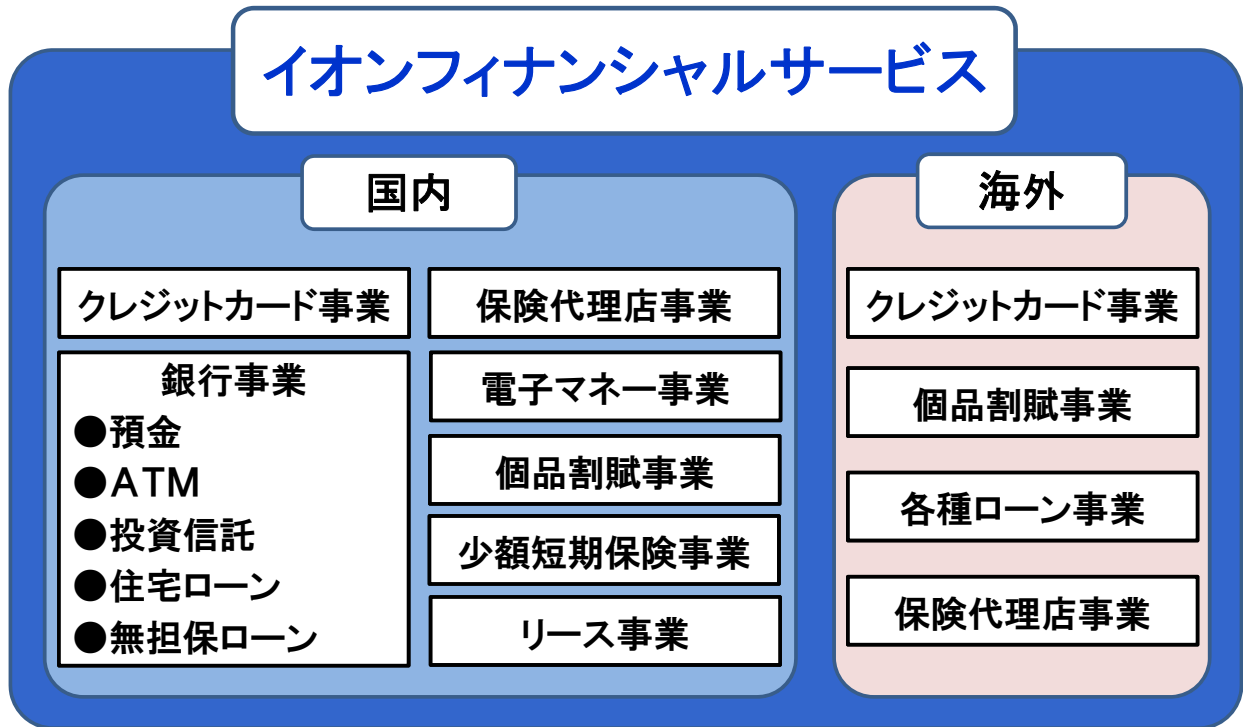 イオンフィナンシャルサービス
国内
クレジットカード事業
銀行事業
●預金
●ATM
●投資信託
●住宅ローン
●無担保ローン
保険代理店事業
電子マネー事業
個品割賦事業
少額短期保険事業
リース事業
海外
クレジットカード事業
個品割賦事業
各種ローン事業
保険代理店事業